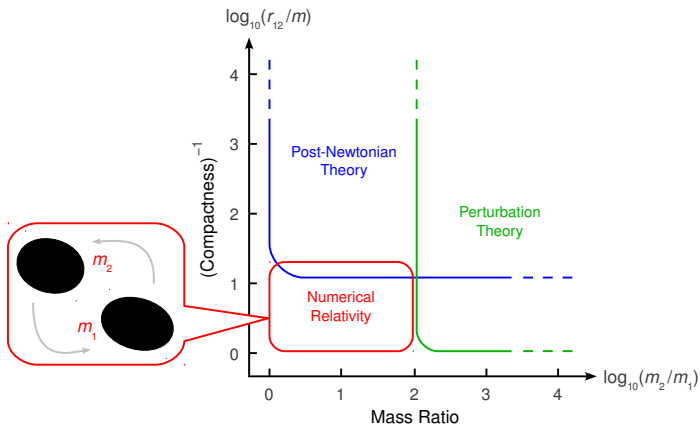 log₁₀(r₁₂/m)
4
3
2
1
0
(Compactness)⁻¹
Post-Newtonian
Theory
Perturbation
Theory
Numerical
Relativity
m₂
m₁
0 1 2 3 4
log₁₀(m₂/m₁)
Mass Ratio